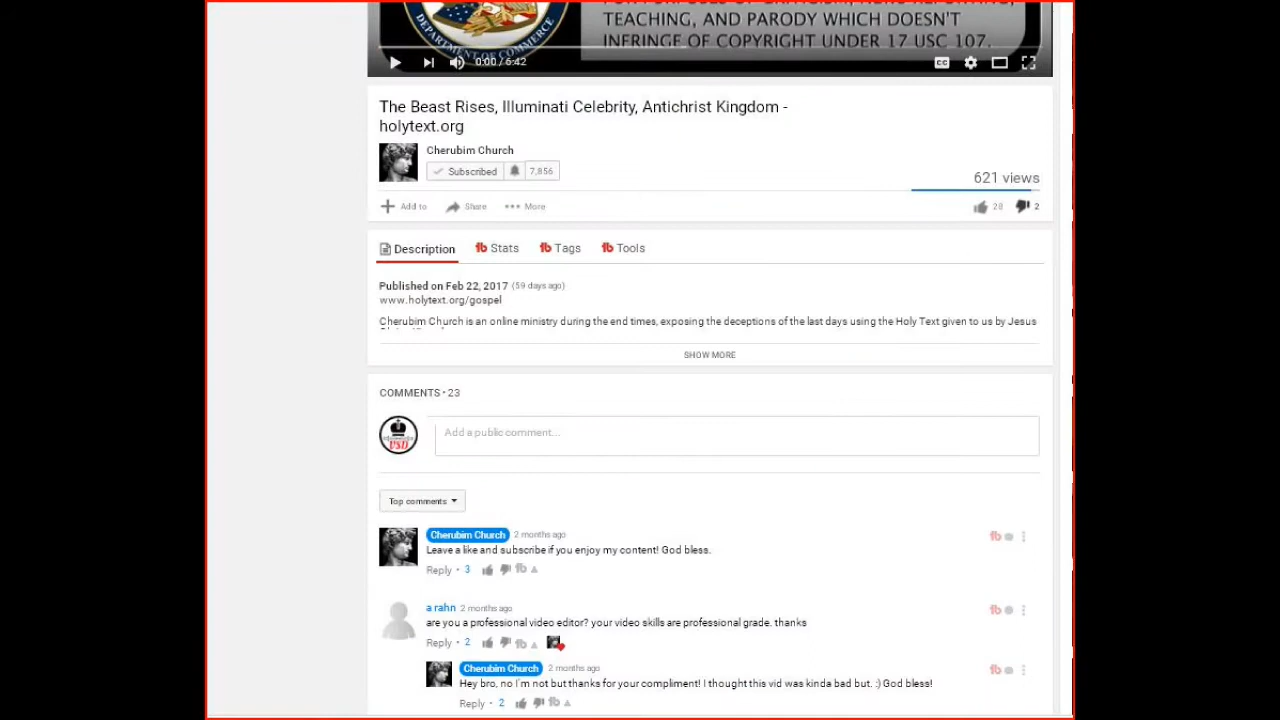 TEACHING, AND PARODY WHICH DOESN'T
INFRINGE OF COPYRIGHT UNDER 17 USC 107.
DEPARTMENT OF COMMERCE
0:00 / 6:42
CC
The Beast Rises, Illuminati Celebrity, Antichrist Kingdom -
holytext.org
Cherubim Church
Subscribed 7,856
621 views
Add to Share More
28 2
Description Stats Tags Tools
Published on Feb 22, 2017 (59 days ago)
www.holytext.org/gospel
Cherubim Church is an online ministry during the end times, exposing the deceptions of the last days using the Holy Text given to us by Jesus
SHOW MORE
COMMENTS • 23
USD
Add a public comment...
Top comments
Cherubim Church 2 months ago
Leave a like and subscribe if you enjoy my content! God bless.
Reply • 3
a rahn 2 months ago
are you a professional video editor? your video skills are professional grade. thanks
Reply • 2
Cherubim Church 2 months ago
Hey bro, no I'm not but thanks for your compliment! I thought this vid was kinda bad but. :) God bless!
Reply • 2